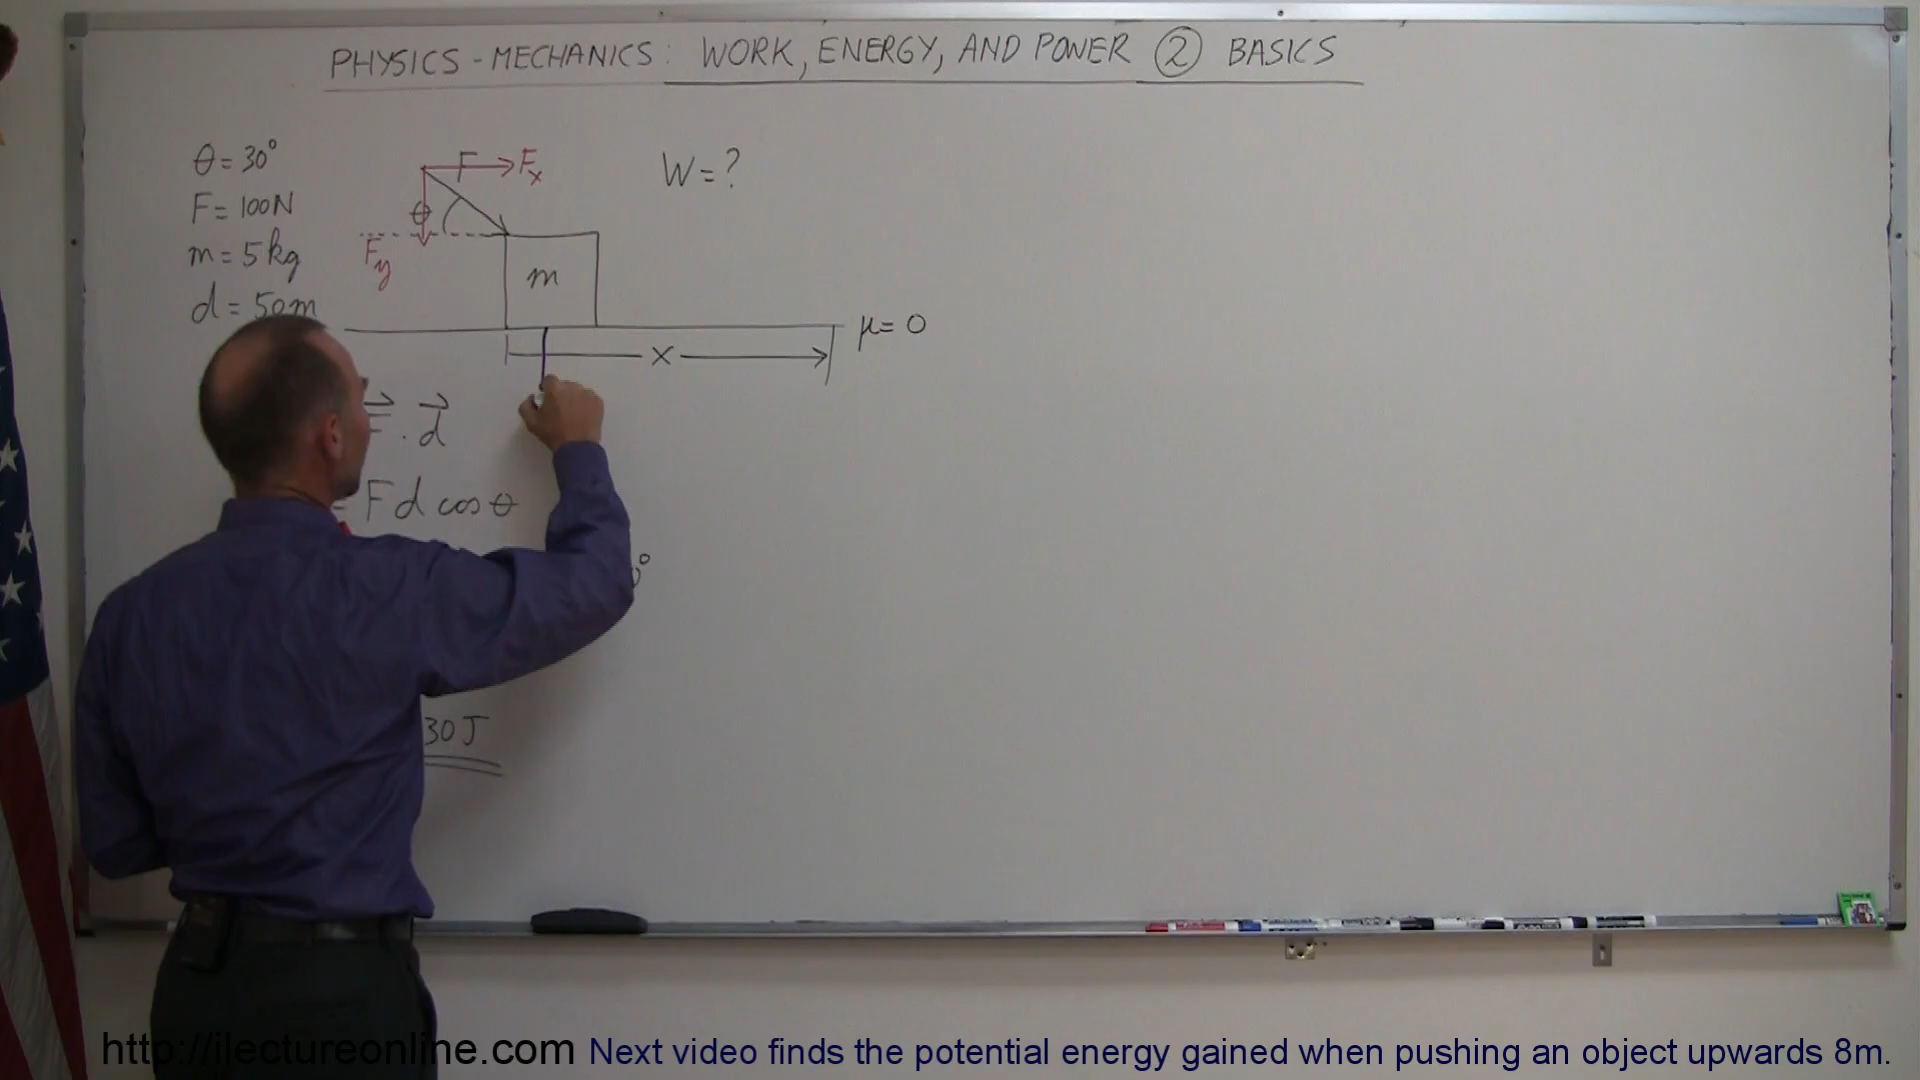 PHYSICS - MECHANICS: WORK, ENERGY, AND POWER ② BASICS
θ = 30°
F = 100N
m = 5 kg
d = 50m
F
Fx
θ
Fy
m
W = ?
μ = 0
x
F⃗ . d⃗
= F d cos θ
30 J
http://ilectureonline.com Next video finds the potential energy gained when pushing an object upwards 8m.